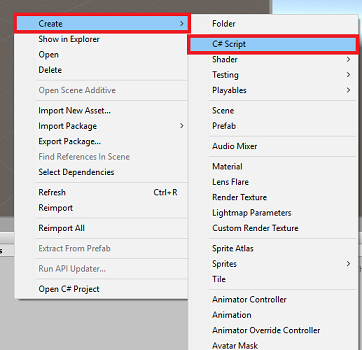 Create
Show in Explorer
Open
Delete
Open Scene Additive
Import New Asset...
Import Package
Export Package...
Find References In Scene
Select Dependencies
Refresh Ctrl+R
Reimport
Reimport All
Extract From Prefab
Run API Updater...
Open C# Project
Folder
C# Script
Shader
Testing
Playables
Scene
Prefab
Audio Mixer
Material
Lens Flare
Render Texture
Lightmap Parameters
Custom Render Texture
Sprite Atlas
Sprites
Tile
Animator Controller
Animation
Animator Override Controller
Avatar Mask